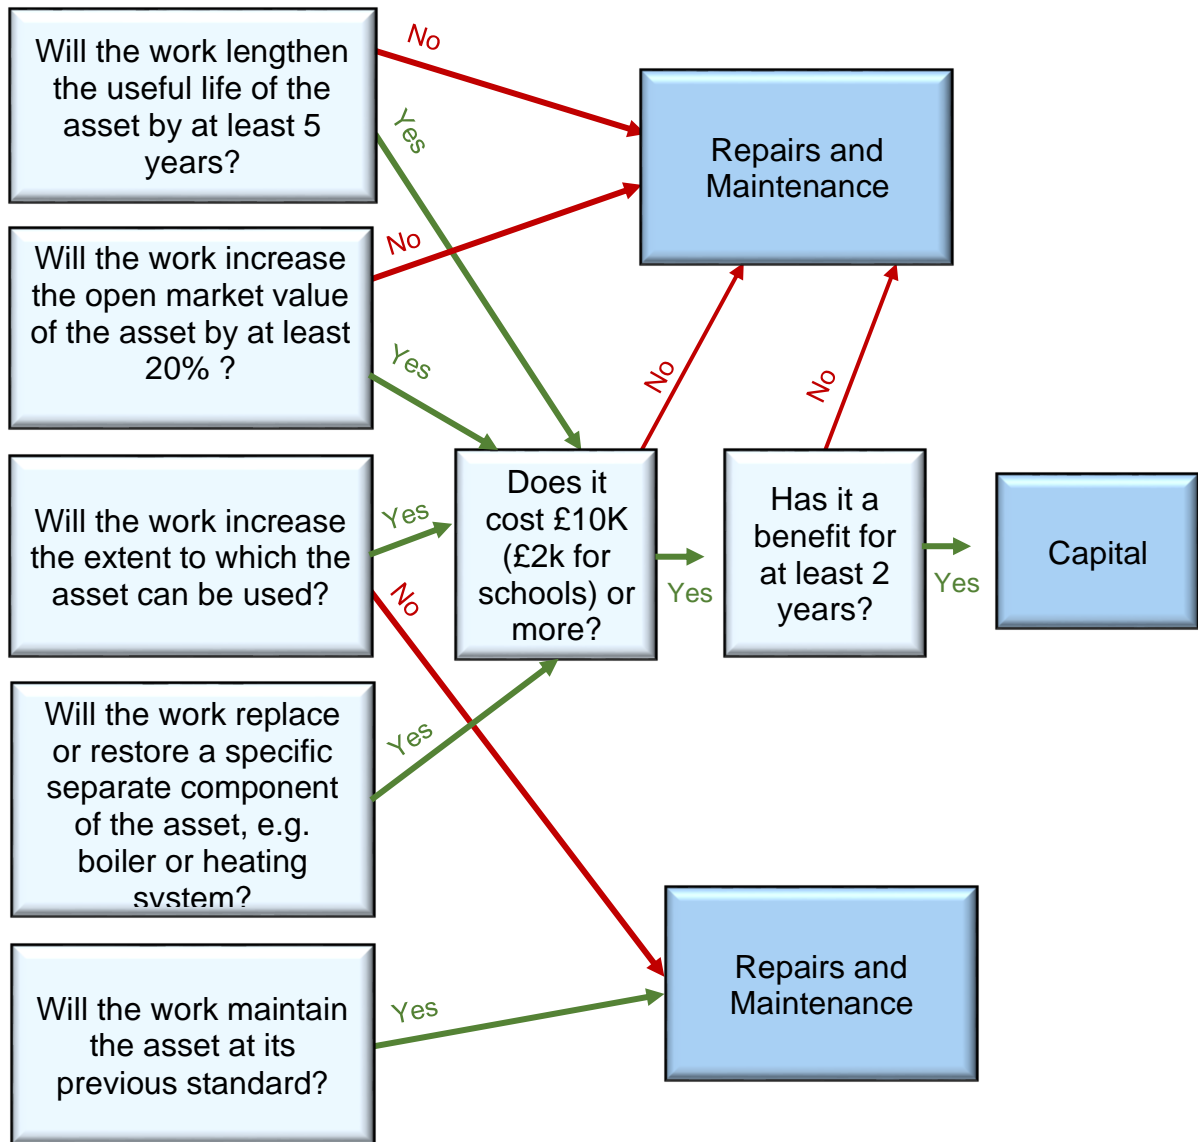 Will the work lengthen
the useful life of the
asset by at least 5
years?
No
Yes
Repairs and
Maintenance
Will the work increase
the open market value
of the asset by at least
20% ?
No
Yes
No
No
Will the work increase
the extent to which the
asset can be used?
Yes
No
Does it
cost £10K
(£2k for
schools) or
more?
Yes
Has it a
benefit for
at least 2
years?
Yes
Capital
Will the work replace
or restore a specific
separate component
of the asset, e.g.
boiler or heating
system?
Yes
Will the work maintain
the asset at its
previous standard?
Yes
Repairs and
Maintenance